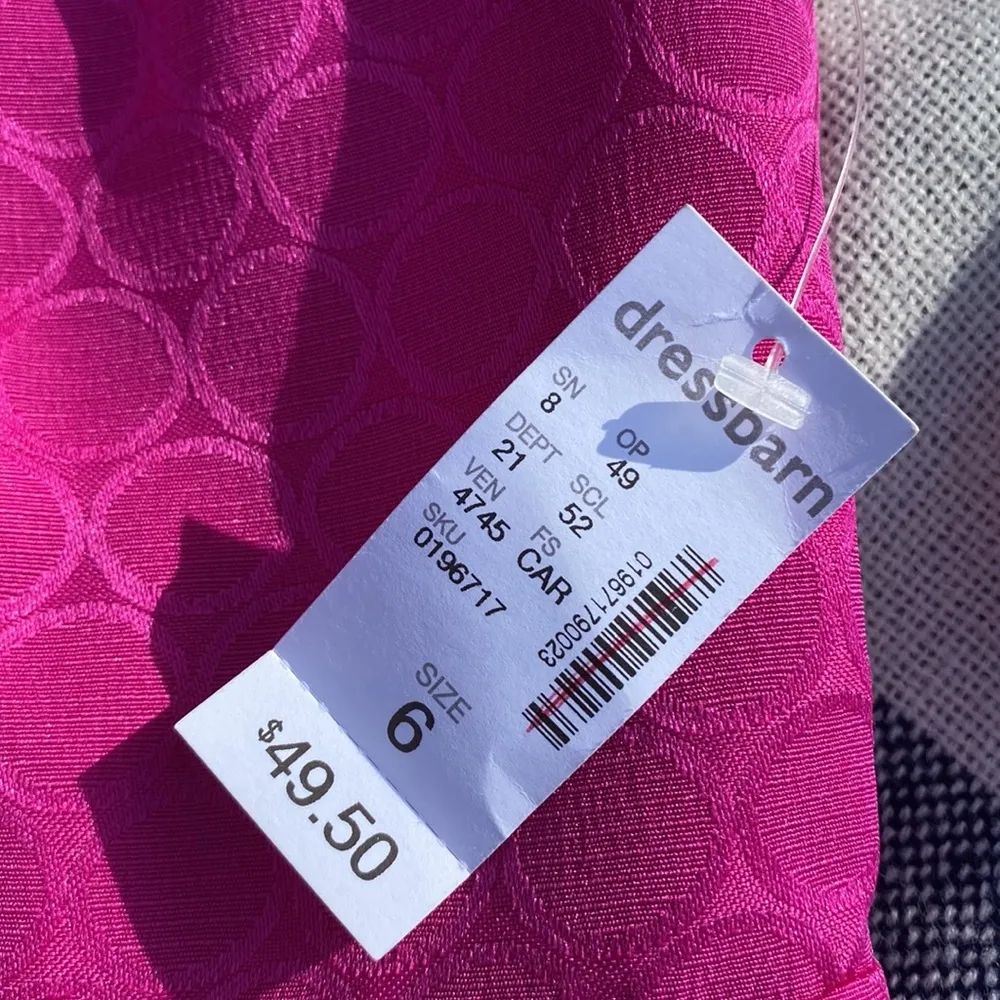 dressbarn
SN OP
8 49
DEPT SCL
21 52
VEN FS
4745 CAR
SKU
0196717
019671790023
SIZE
6
$49.50